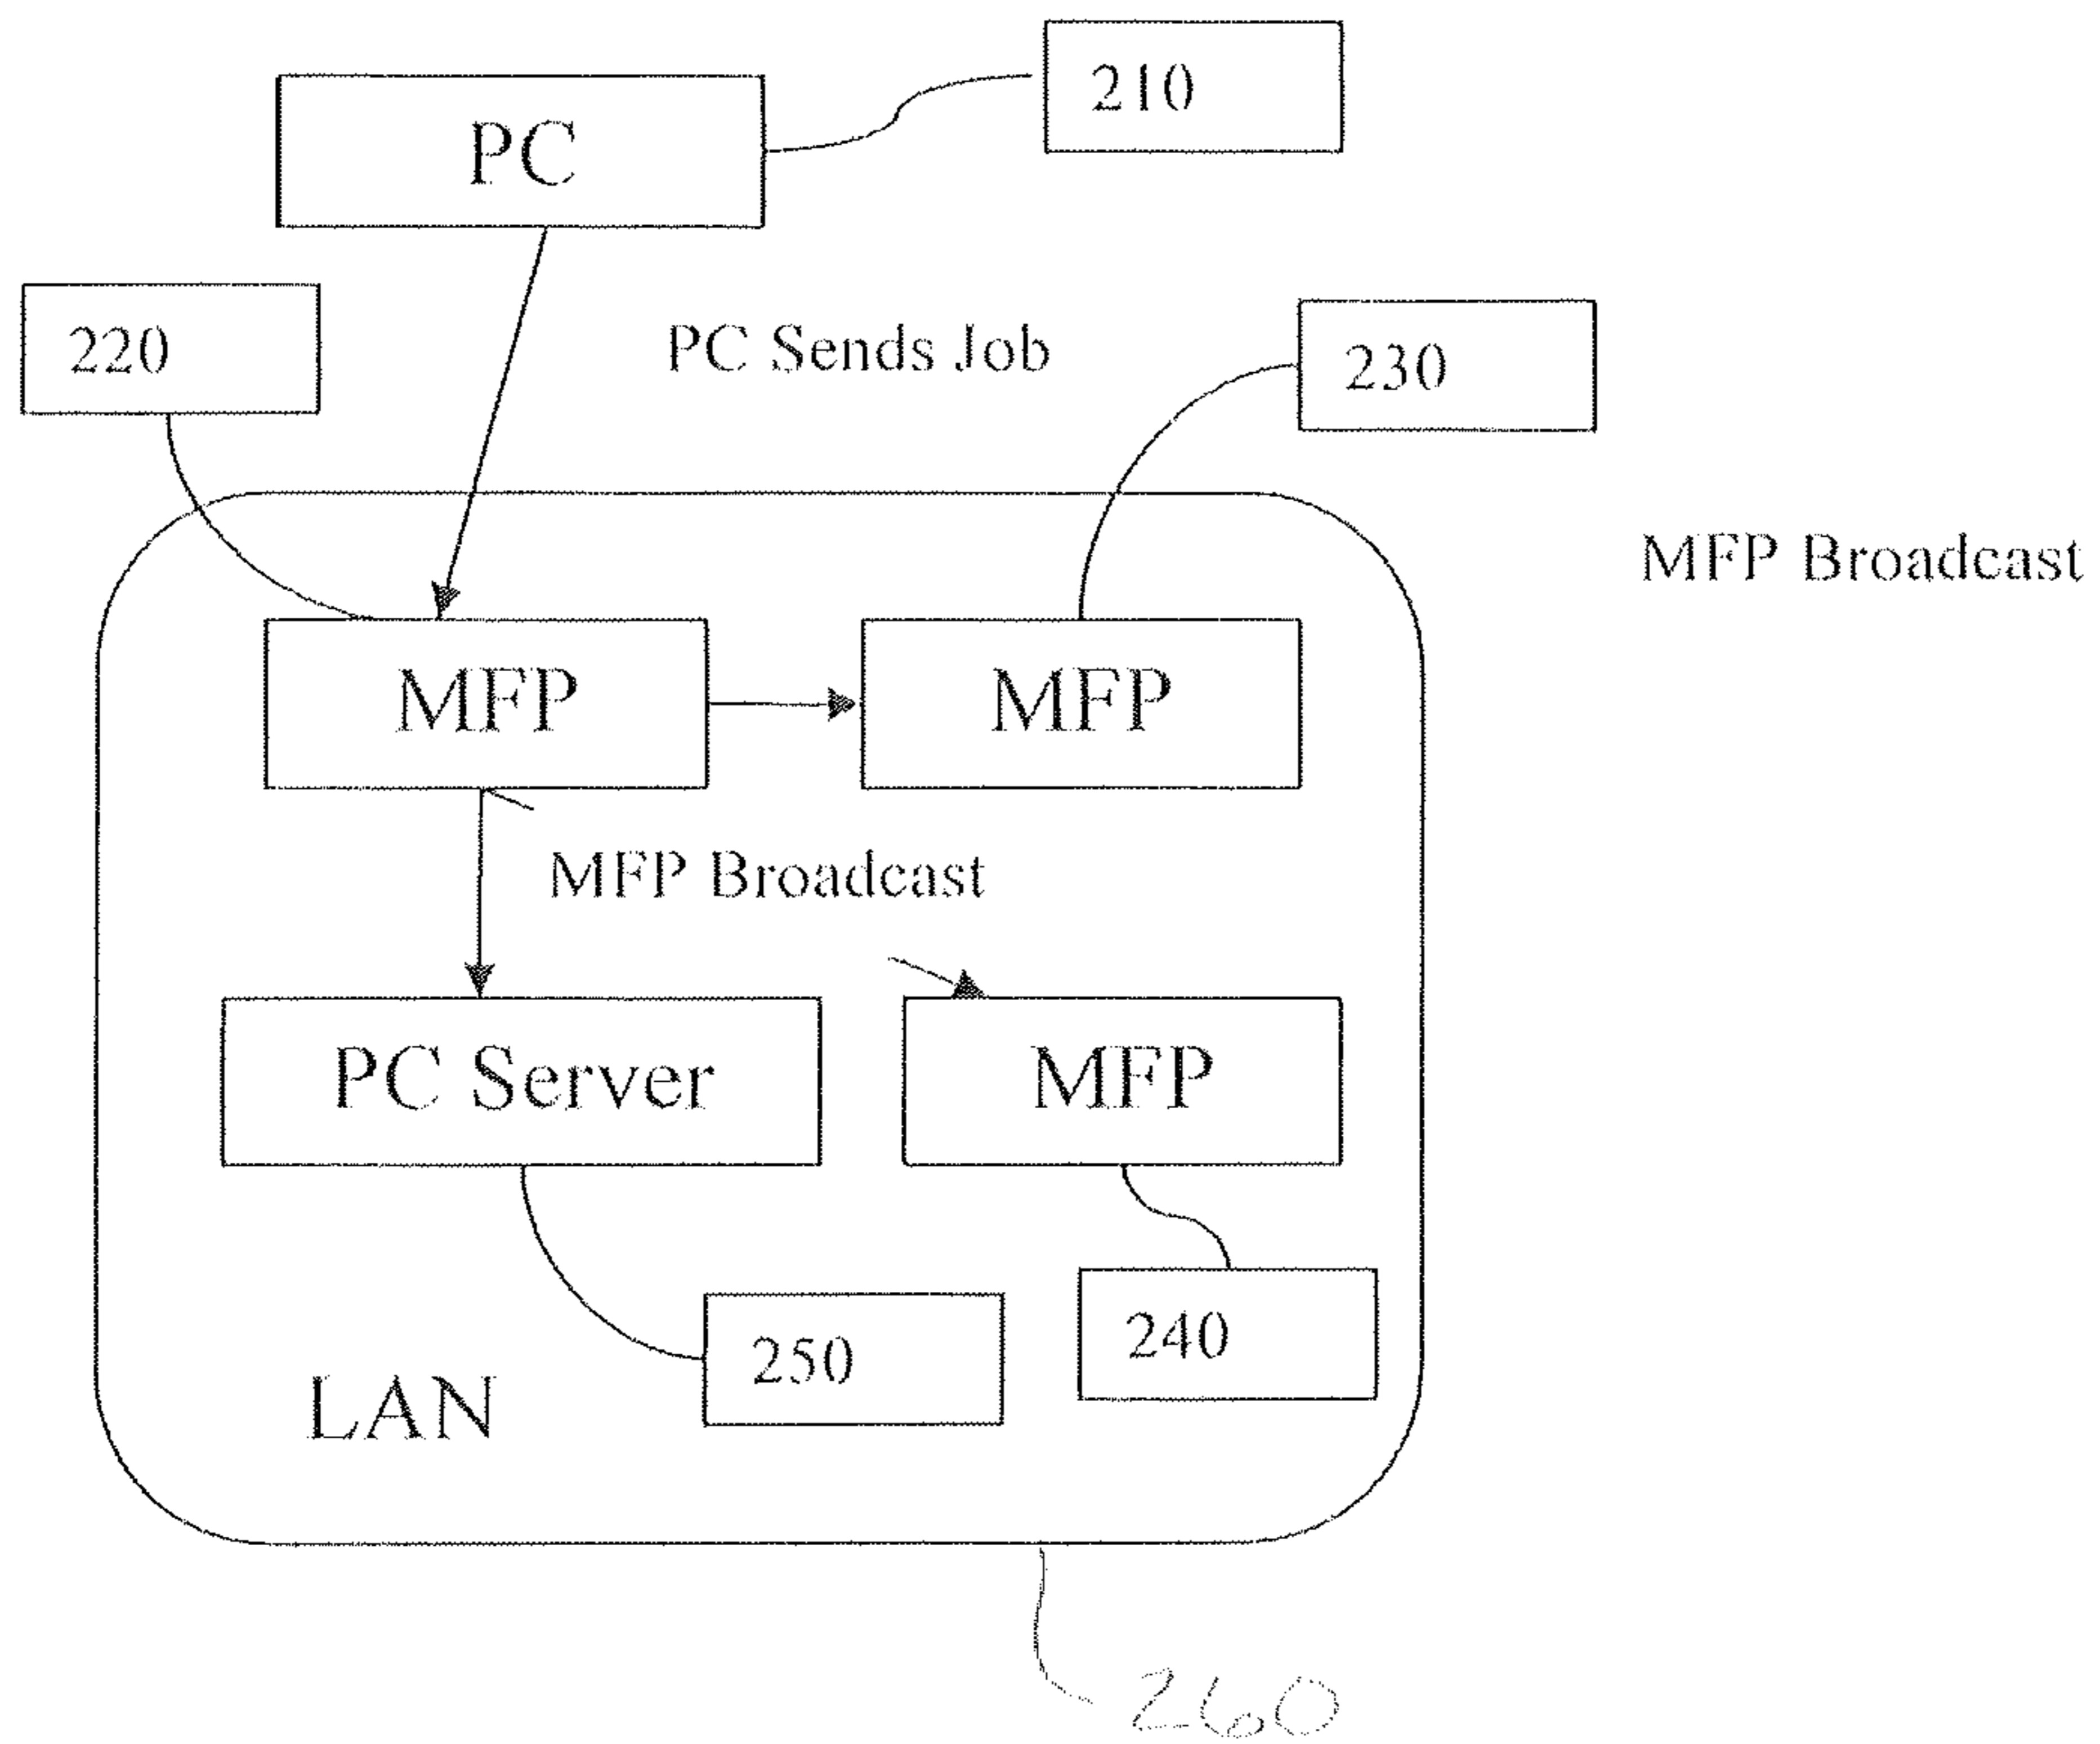 210
PC
220
PC Sends Job
230
MFP Broadcast
MFP
MFP
MFP Broadcast
PC Server
MFP
240
250
LAN
260